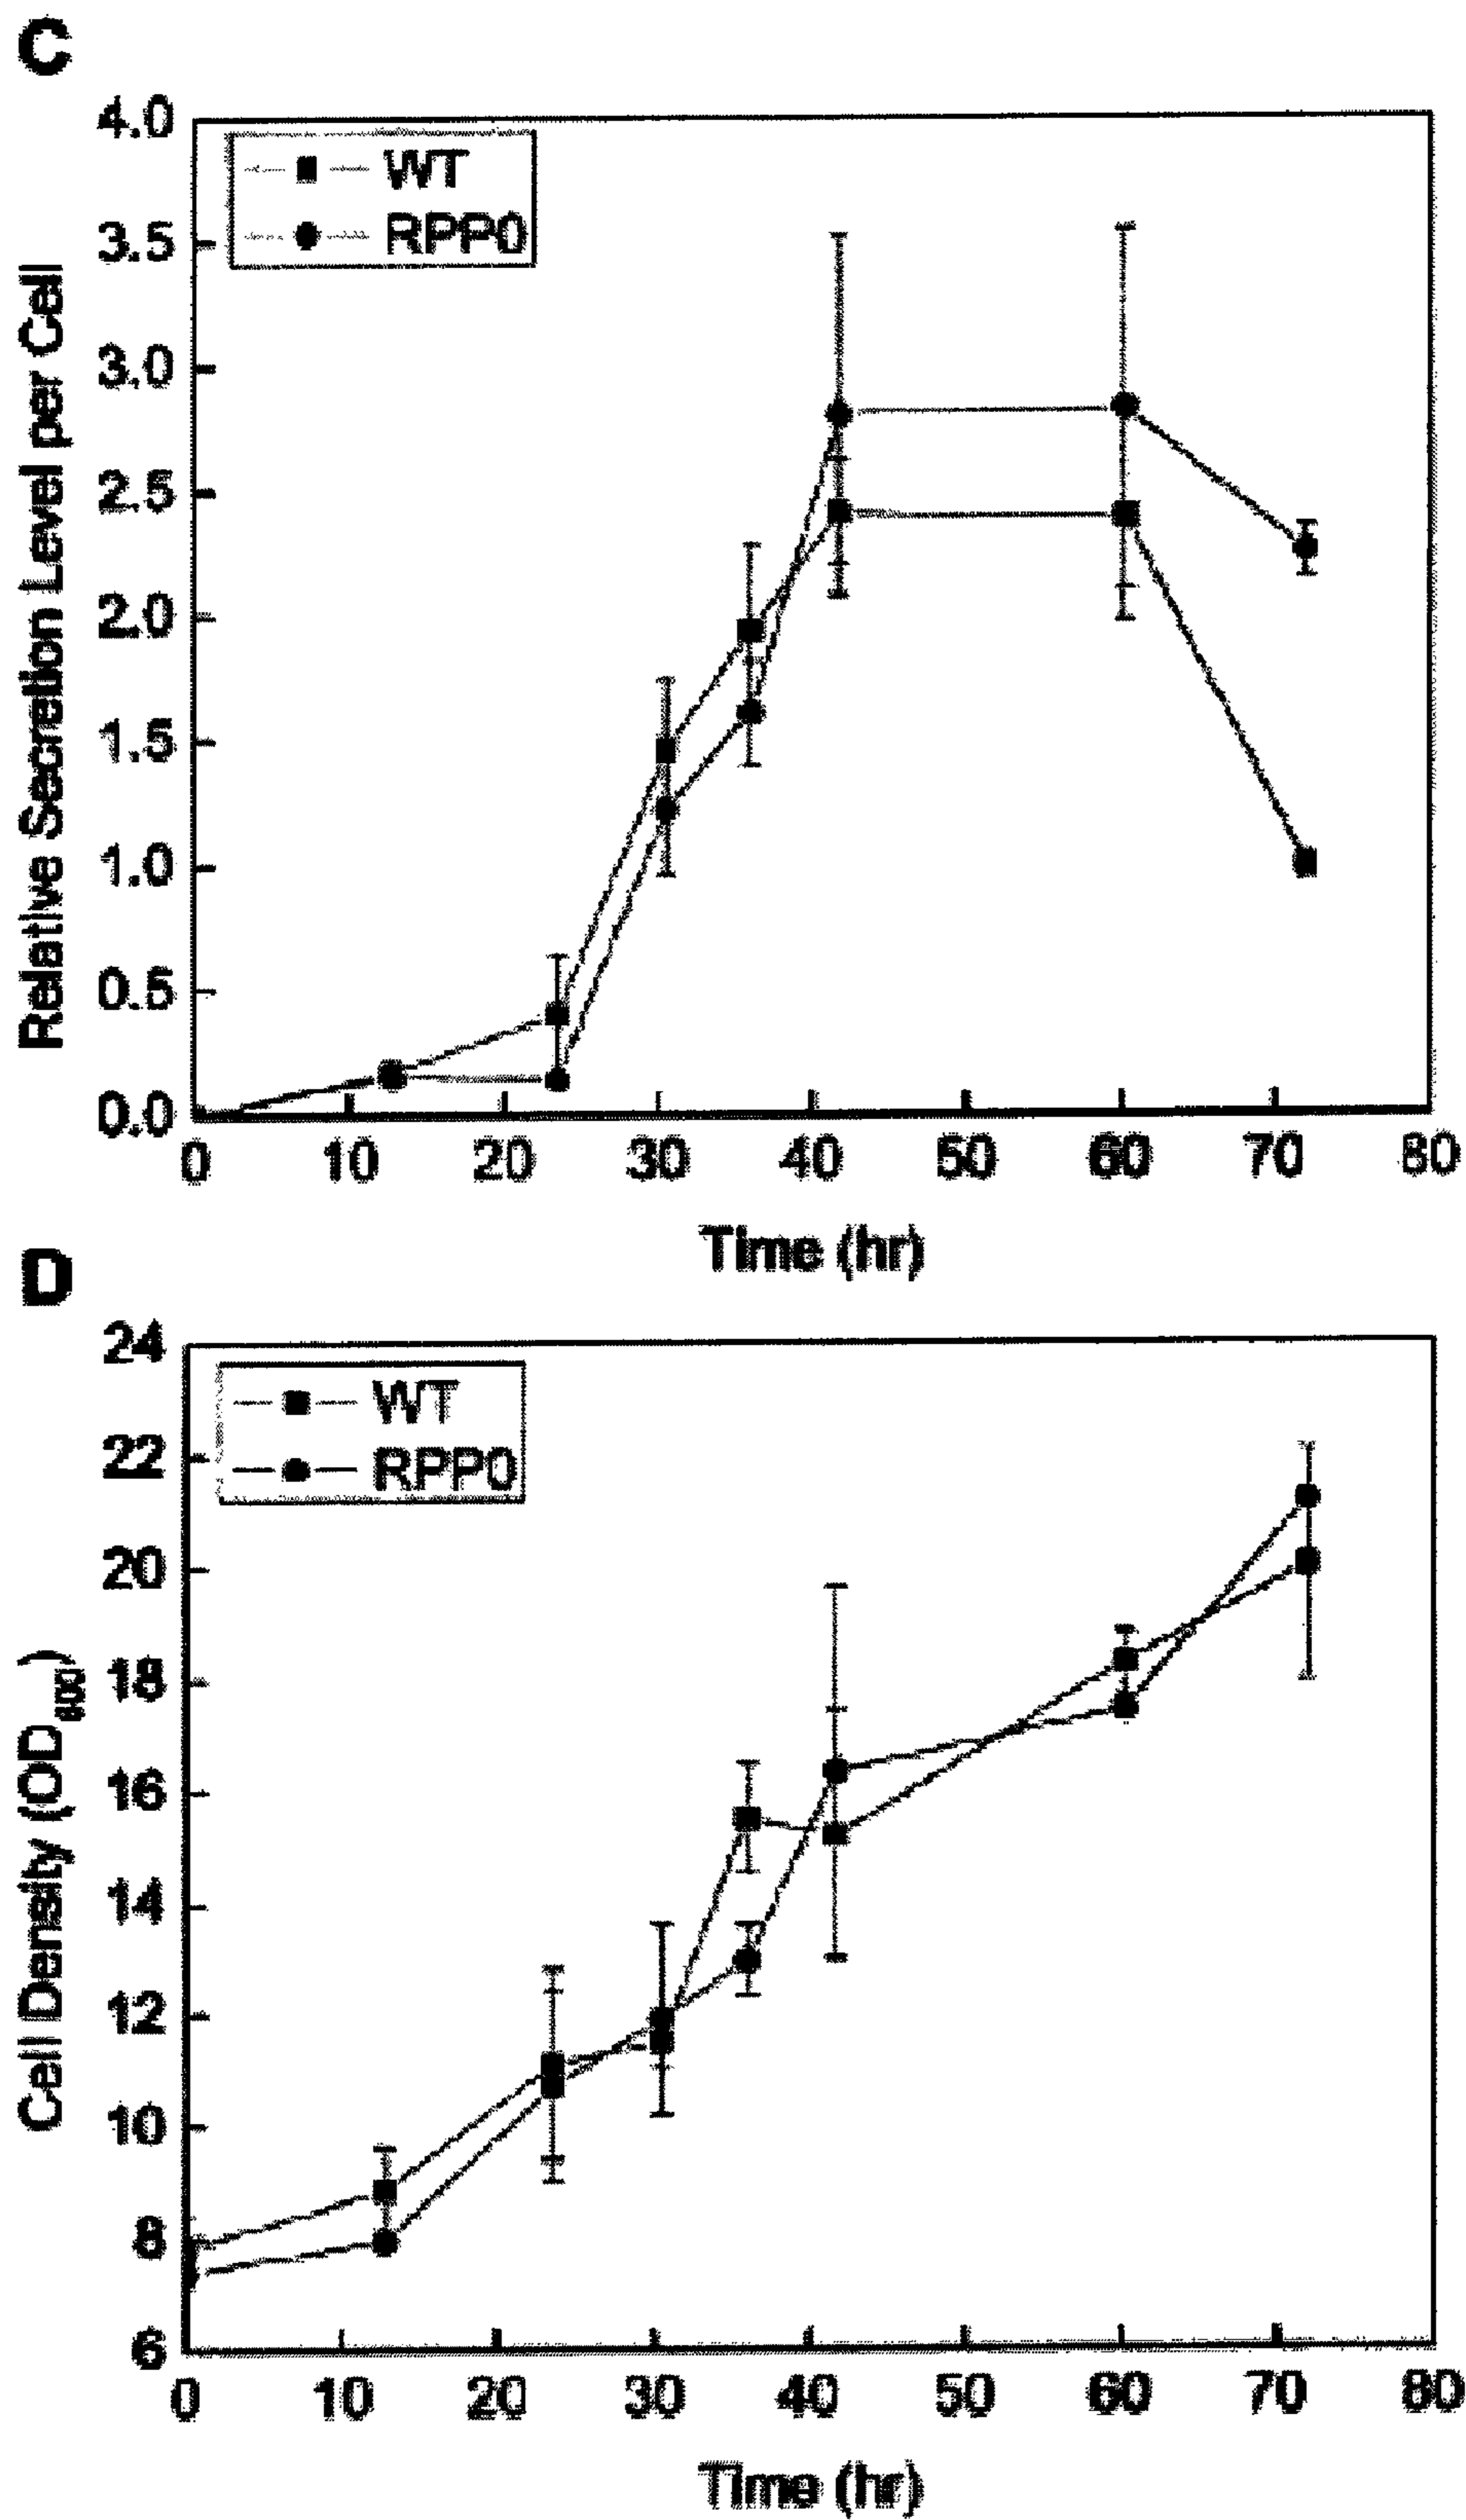 C
4.0
WT
RPP0
3.5
3.0
2.5
2.0
1.5
1.0
0.5
0.0
Relative Secretion Level per Cell
0 10 20 30 40 50 60 70 80
Time (hr)
D
24
WT
RPP0
22
20
18
16
14
12
10
8
6
Cell Density (OD600)
0 10 20 30 40 50 60 70 80
Time (hr)